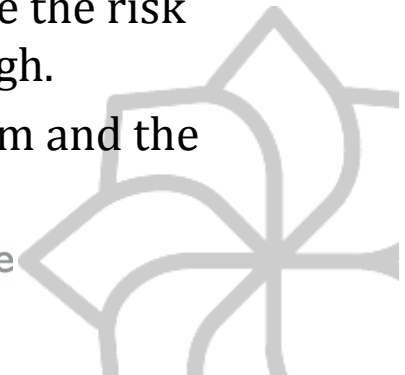 e the risk
gh.
m and the
e